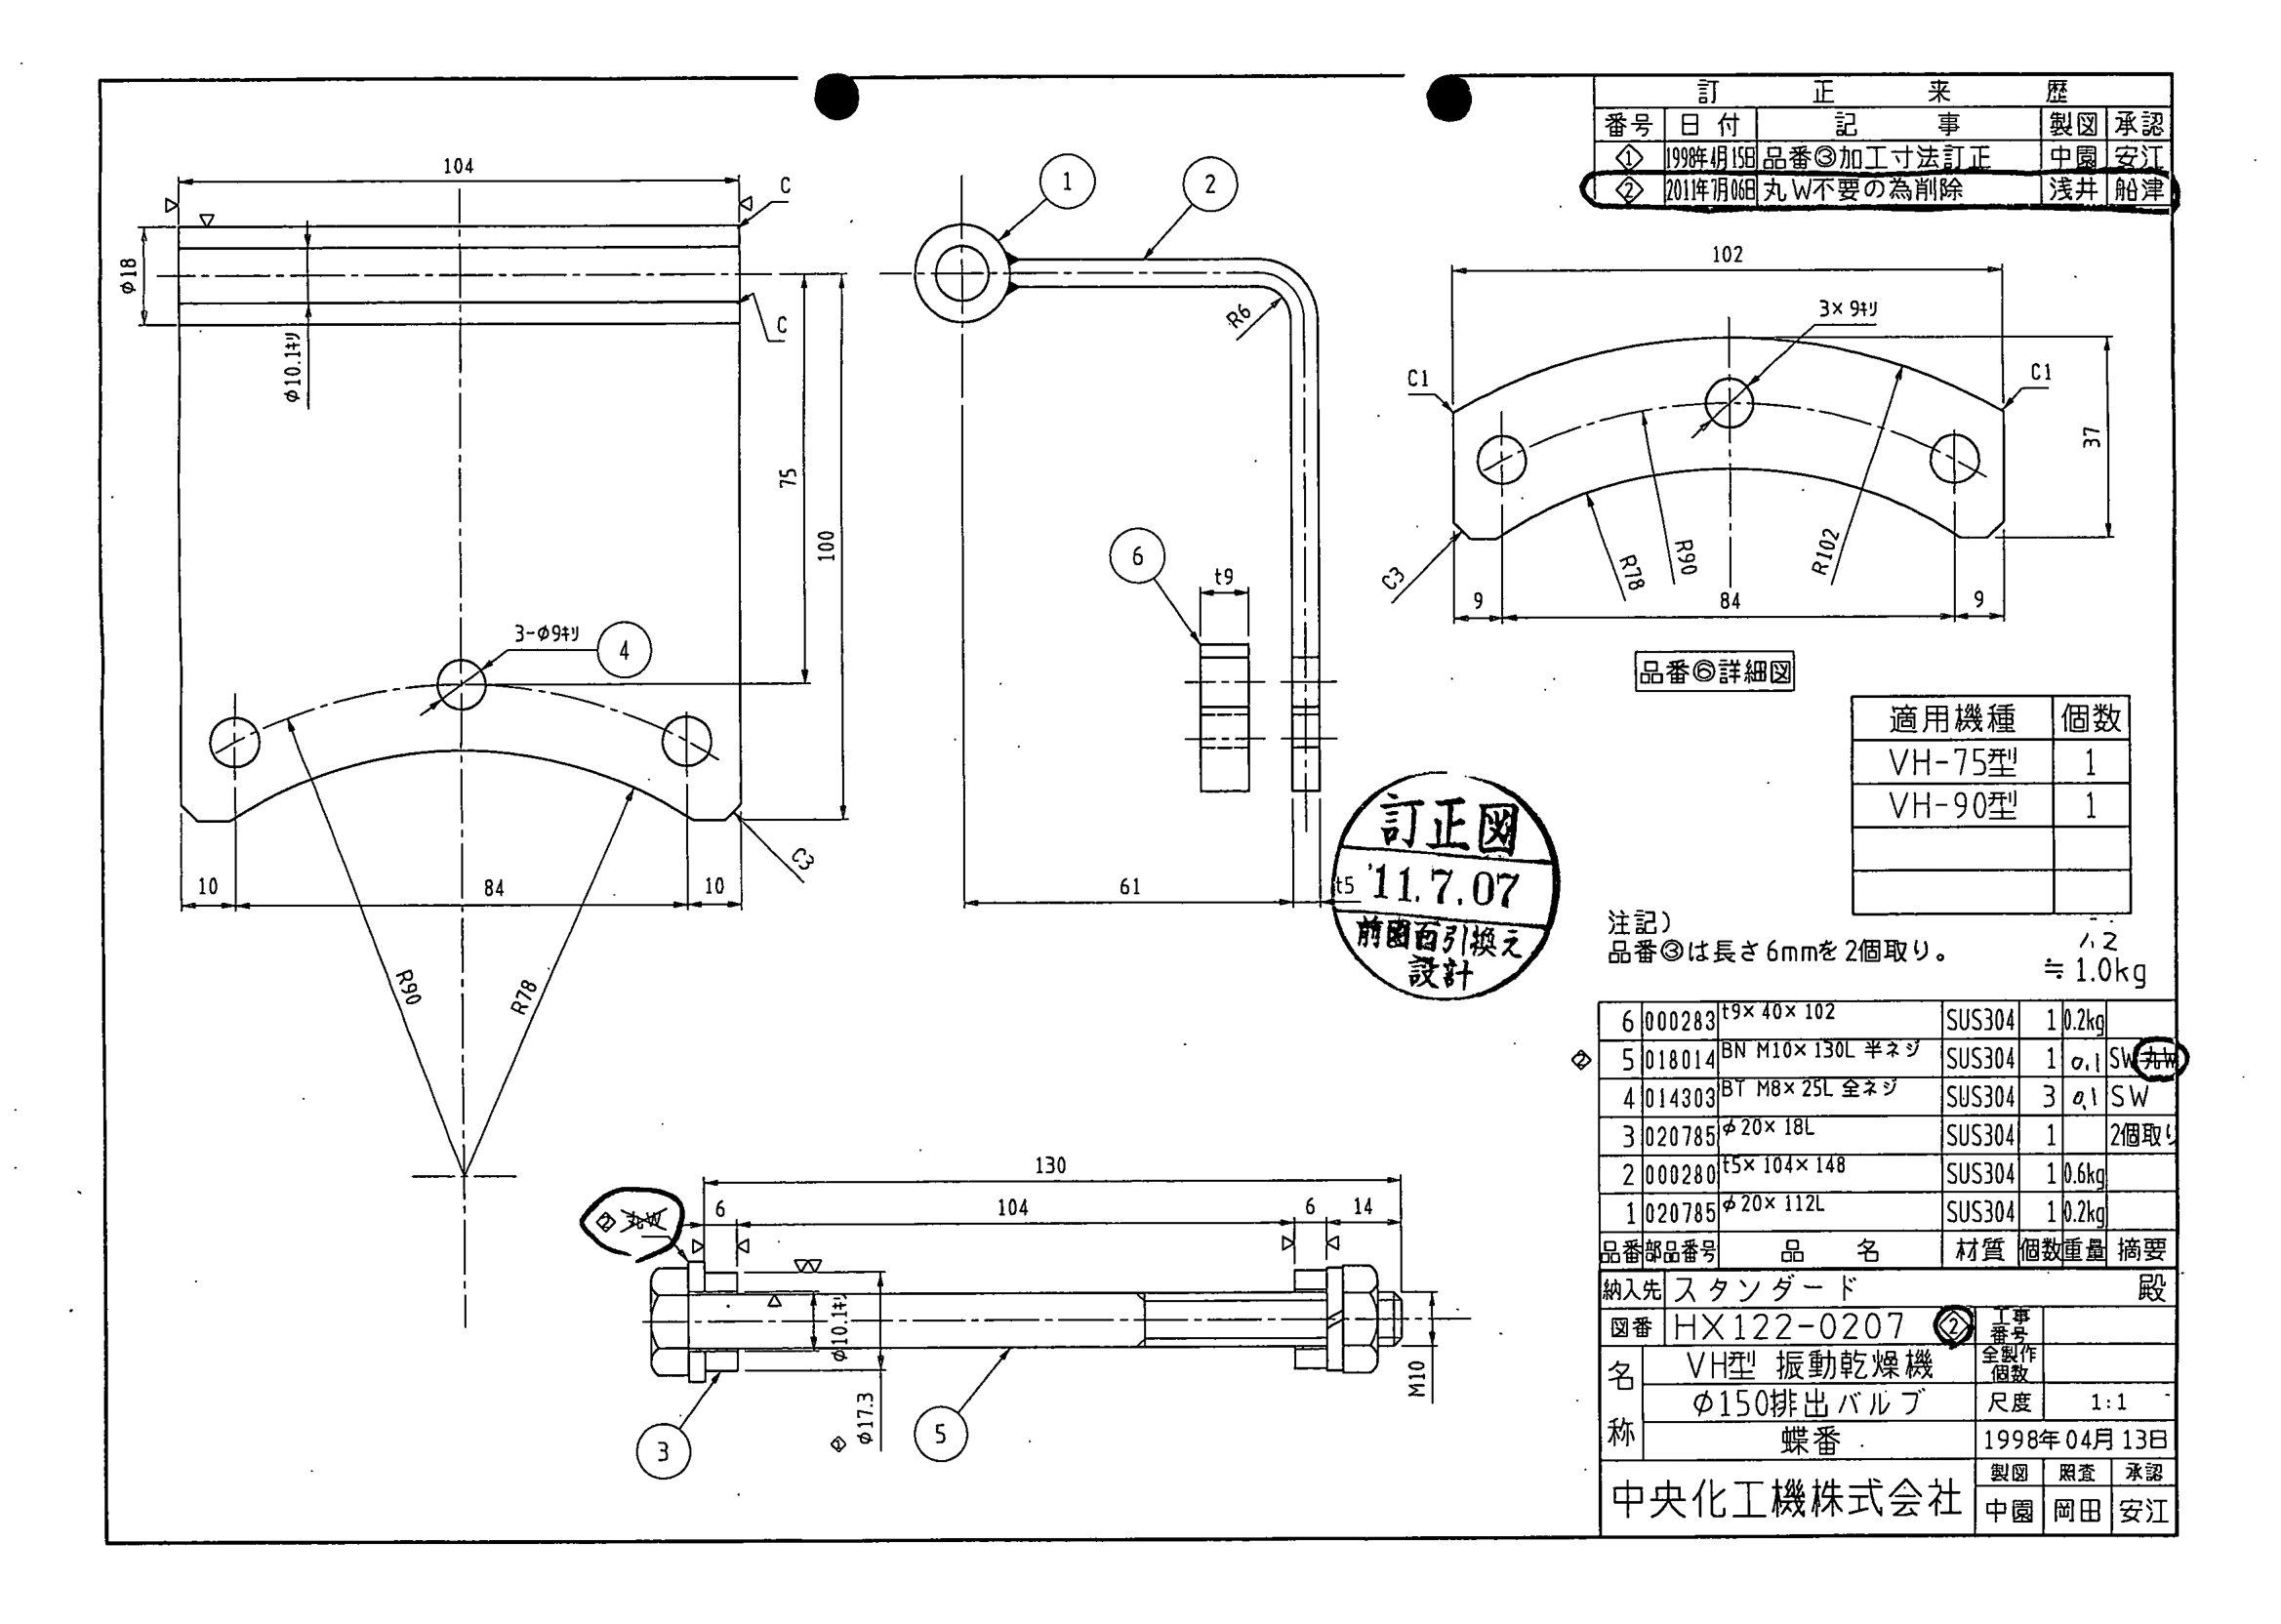 訂正来歴
番号 日付 記事 製図 承認
① 1998年4月15日 品番③加工寸法訂正 中園 安江
② 2011年7月06日 丸W不要の為削除 浅井 船津
104
C
φ18
φ10.1キリ
C
75
100
3-φ9キリ
4
10
84
10
C3
R90
R78
1
2
R6
6
t9
61
t5
102
3×9キリ
C1
C1
37
C3
R78
R90
R102
9
84
9
品番⑥詳細図
適用機種 個数
VH-75型 1
VH-90型 1
訂正図
'11.7.07
前図面引換え
設計
注記)
品番③は長さ6mmを2個取り。
1.2
≒1.0kg
6 000283 t9×40×102 SUS304 1 0.2kg
② 5 018014 BN M10×130L 半ネジ SUS304 1 0.1 SW 丸W
4 014303 BT M8×25L 全ネジ SUS304 3 0.1 SW
3 020785 φ20×18L SUS304 1 2個取り
2 000280 t5×104×148 SUS304 1 0.6kg
1 020785 φ20×112L SUS304 1 0.2kg
品番 部品番号 品名 材質 個数 重量 摘要
納入先 スタンダード 殿
図番 HX122-0207 ② 工事番号
名称 VH型 振動乾燥機 全製作個数
φ150排出バルブ 尺度 1:1
蝶番 1998年04月13日
中央化工機株式会社 製図 照査 承認
中園 岡田 安江
130
② 丸W
6
104
6
14
φ10.1キリ
② φ17.3
M10
3
5